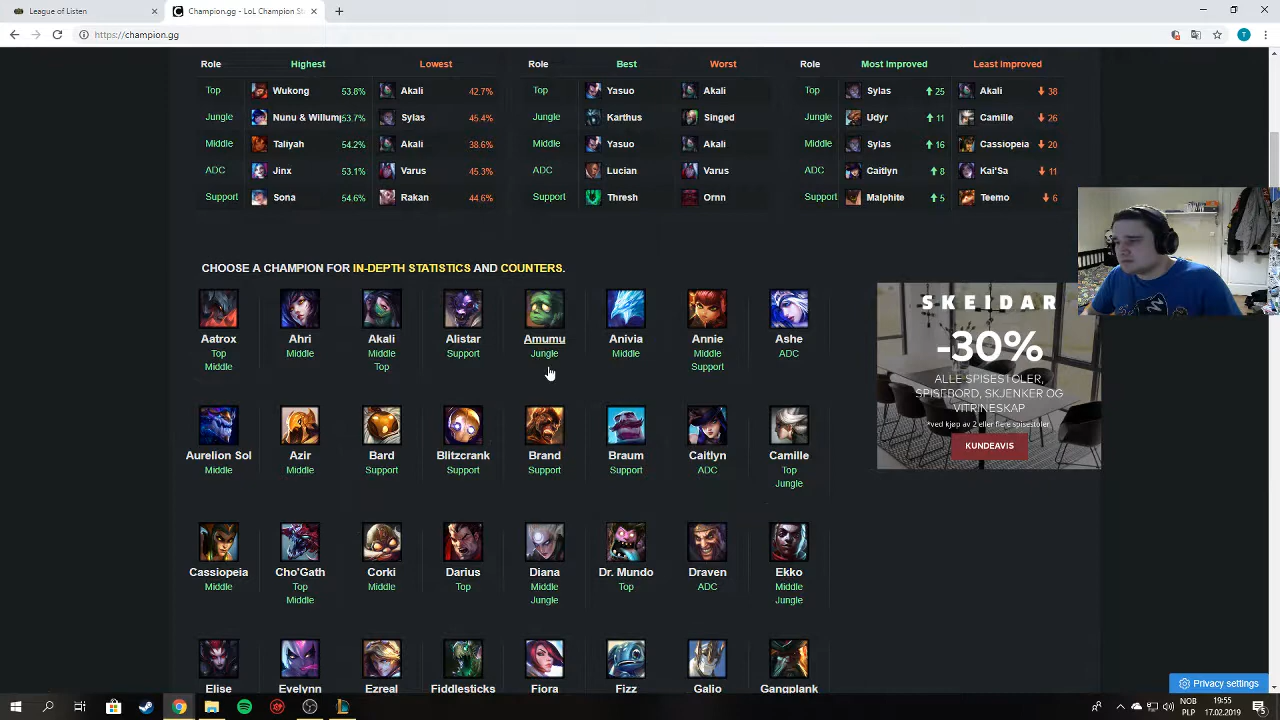 League of Listen
Champion.gg - LoL Champion St
https://champion.gg
Role Highest Lowest
Top Wukong 53.8% Akali 42.7%
Jungle Nunu & Willump 53.7% Sylas 45.4%
Middle Taliyah 54.2% Akali 38.6%
ADC Jinx 53.1% Varus 45.3%
Support Sona 54.6% Rakan 44.6%
Role Best Worst
Top Yasuo Akali
Jungle Karthus Singed
Middle Yasuo Akali
ADC Lucian Varus
Support Thresh Ornn
Role Most Improved Least Improved
Top Sylas 25 Akali 38
Jungle Udyr 11 Camille 26
Middle Sylas 16 Cassiopeia 20
ADC Caitlyn 8 Kai'Sa 11
Support Malphite 5 Teemo 6
CHOOSE A CHAMPION FOR IN-DEPTH STATISTICS AND COUNTERS.
Aatrox Ahri Akali Alistar Amumu Anivia Annie Ashe
Top Middle Middle Support Jungle Middle Middle ADC
Middle Top Support
Aurelion Sol Azir Bard Blitzcrank Brand Braum Caitlyn Camille
Middle Middle Support Support Support Support ADC Top
Jungle
Cassiopeia Cho'Gath Corki Darius Diana Dr. Mundo Draven Ekko
Middle Top Middle Top Middle Top ADC Middle
Middle Jungle Jungle
Elise Evelynn Ezreal Fiddlesticks Fiora Fizz Galio Gangplank
SKEIDAR
-30%
ALLE SPISESTOLER,
SPISEBORD, SKJENKER OG
VITRINESKAP
*ved kjøp av 2 eller flere spisestoler
KUNDEAVIS
Privacy settings
NOB
PLP
19:55
17.02.2019